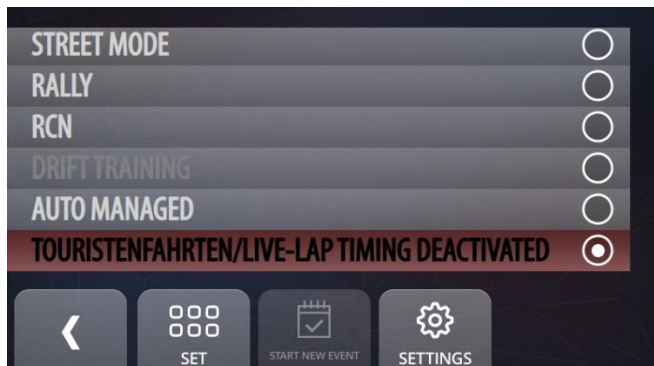 STREET MODE
RALLY
RCN
DRIFT TRAINING
AUTO MANAGED
TOURISTENFAHRTEN/LIVE-LAP TIMING DEACTIVATED
SET
START NEW EVENT
SETTINGS